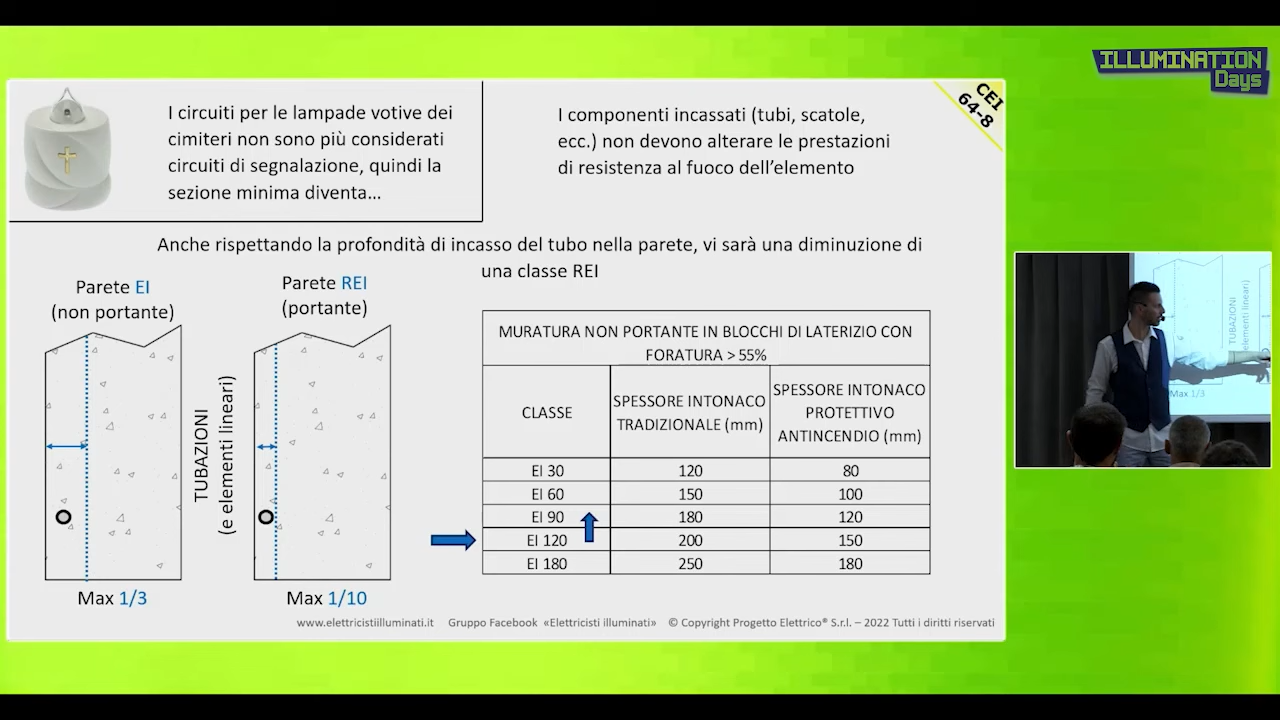 ILLUMINATION
Days
CEI
64-8
I circuiti per le lampade votive dei
cimiteri non sono più considerati
circuiti di segnalazione, quindi la
sezione minima diventa...
I componenti incassati (tubi, scatole,
ecc.) non devono alterare le prestazioni
di resistenza al fuoco dell'elemento
Anche rispettando la profondità di incasso del tubo nella parete, vi sarà una diminuzione di
una classe REI
Parete EI
(non portante)
Parete REI
(portante)
TUBAZIONI
(e elementi lineari)
Max 1/3
Max 1/10
MURATURA NON PORTANTE IN BLOCCHI DI LATERIZIO CON
FORATURA > 55%
CLASSE
SPESSORE INTONACO
TRADIZIONALE (mm)
SPESSORE INTONACO
PROTETTIVO
ANTINCENDIO (mm)
EI 30 120 80
EI 60 150 100
EI 90 180 120
EI 120 200 150
EI 180 250 180
www.elettricistiilluminati.it Gruppo Facebook «Elettricisti illuminati» © Copyright Progetto Elettrico® S.r.l. – 2022 Tutti i diritti riservati
TUBAZIONI
elementi lineari)
Max 1/3